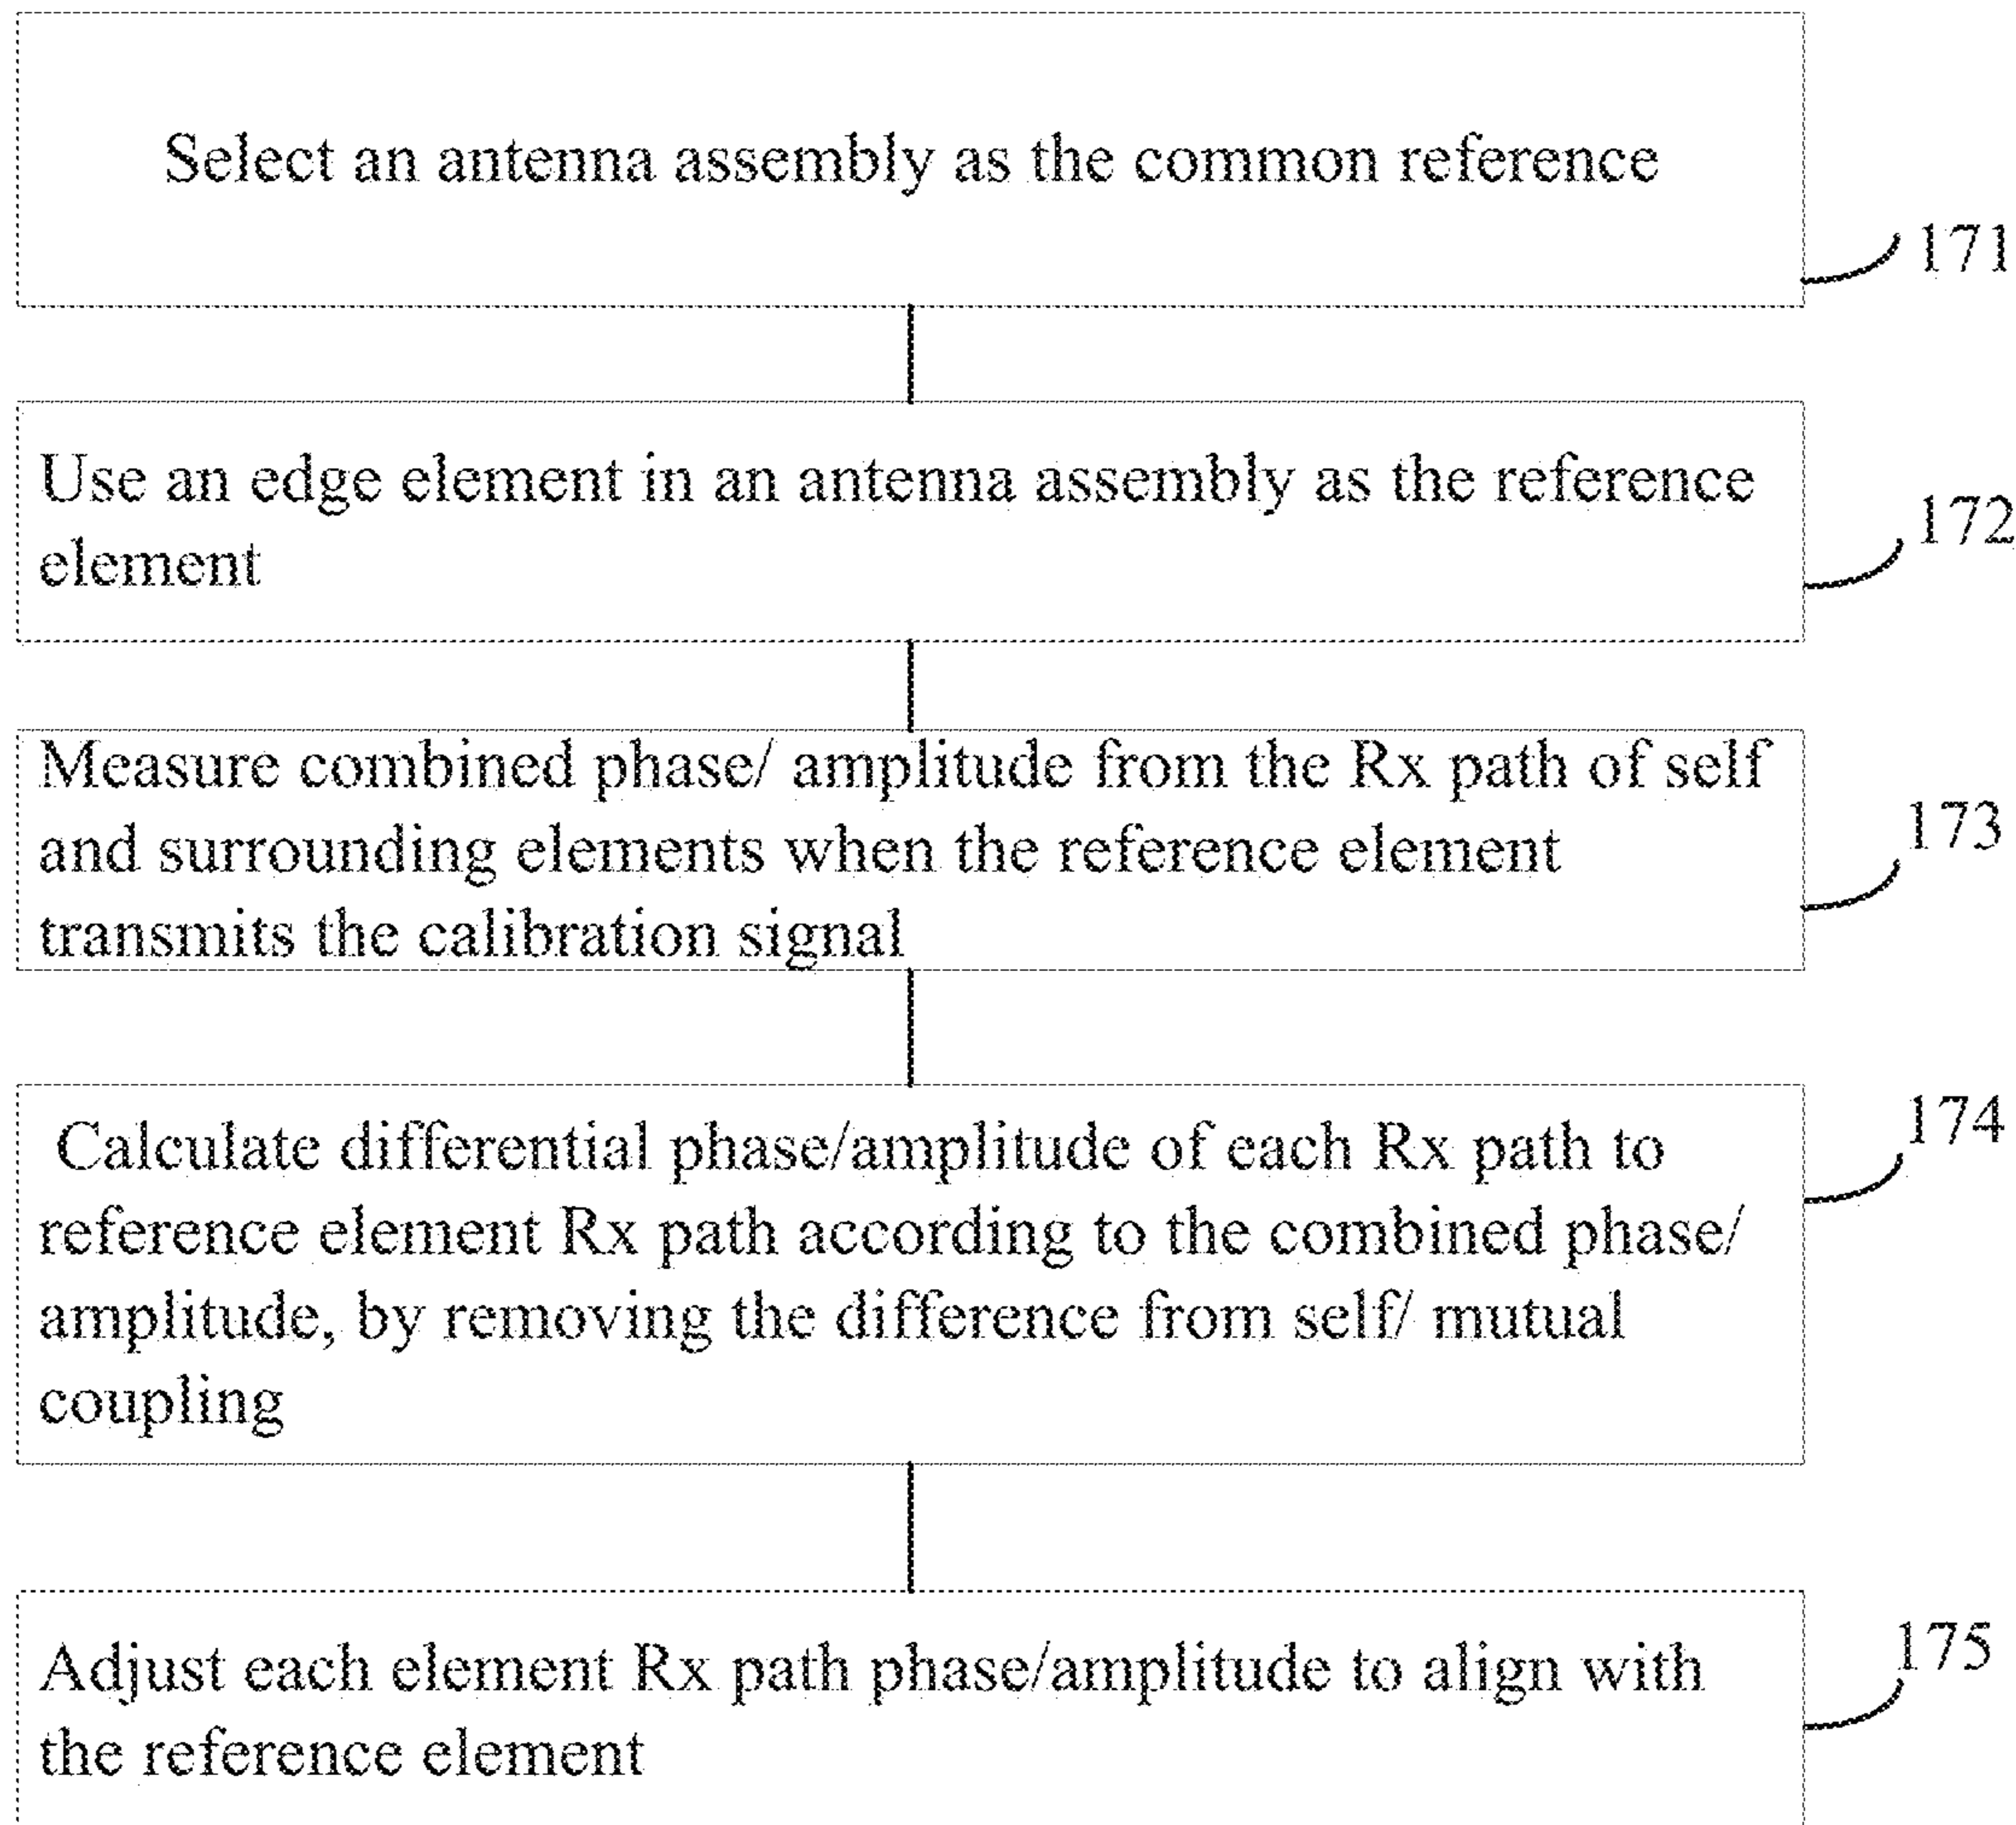 Select an antenna assembly as the common reference
171
Use an edge element in an antenna assembly as the reference
element
172
Measure combined phase/ amplitude from the Rx path of self
and surrounding elements when the reference element
transmits the calibration signal
173
Calculate differential phase/amplitude of each Rx path to
reference element Rx path according to the combined phase/
amplitude, by removing the difference from self/ mutual
coupling
174
Adjust each element Rx path phase/amplitude to align with
the reference element
175